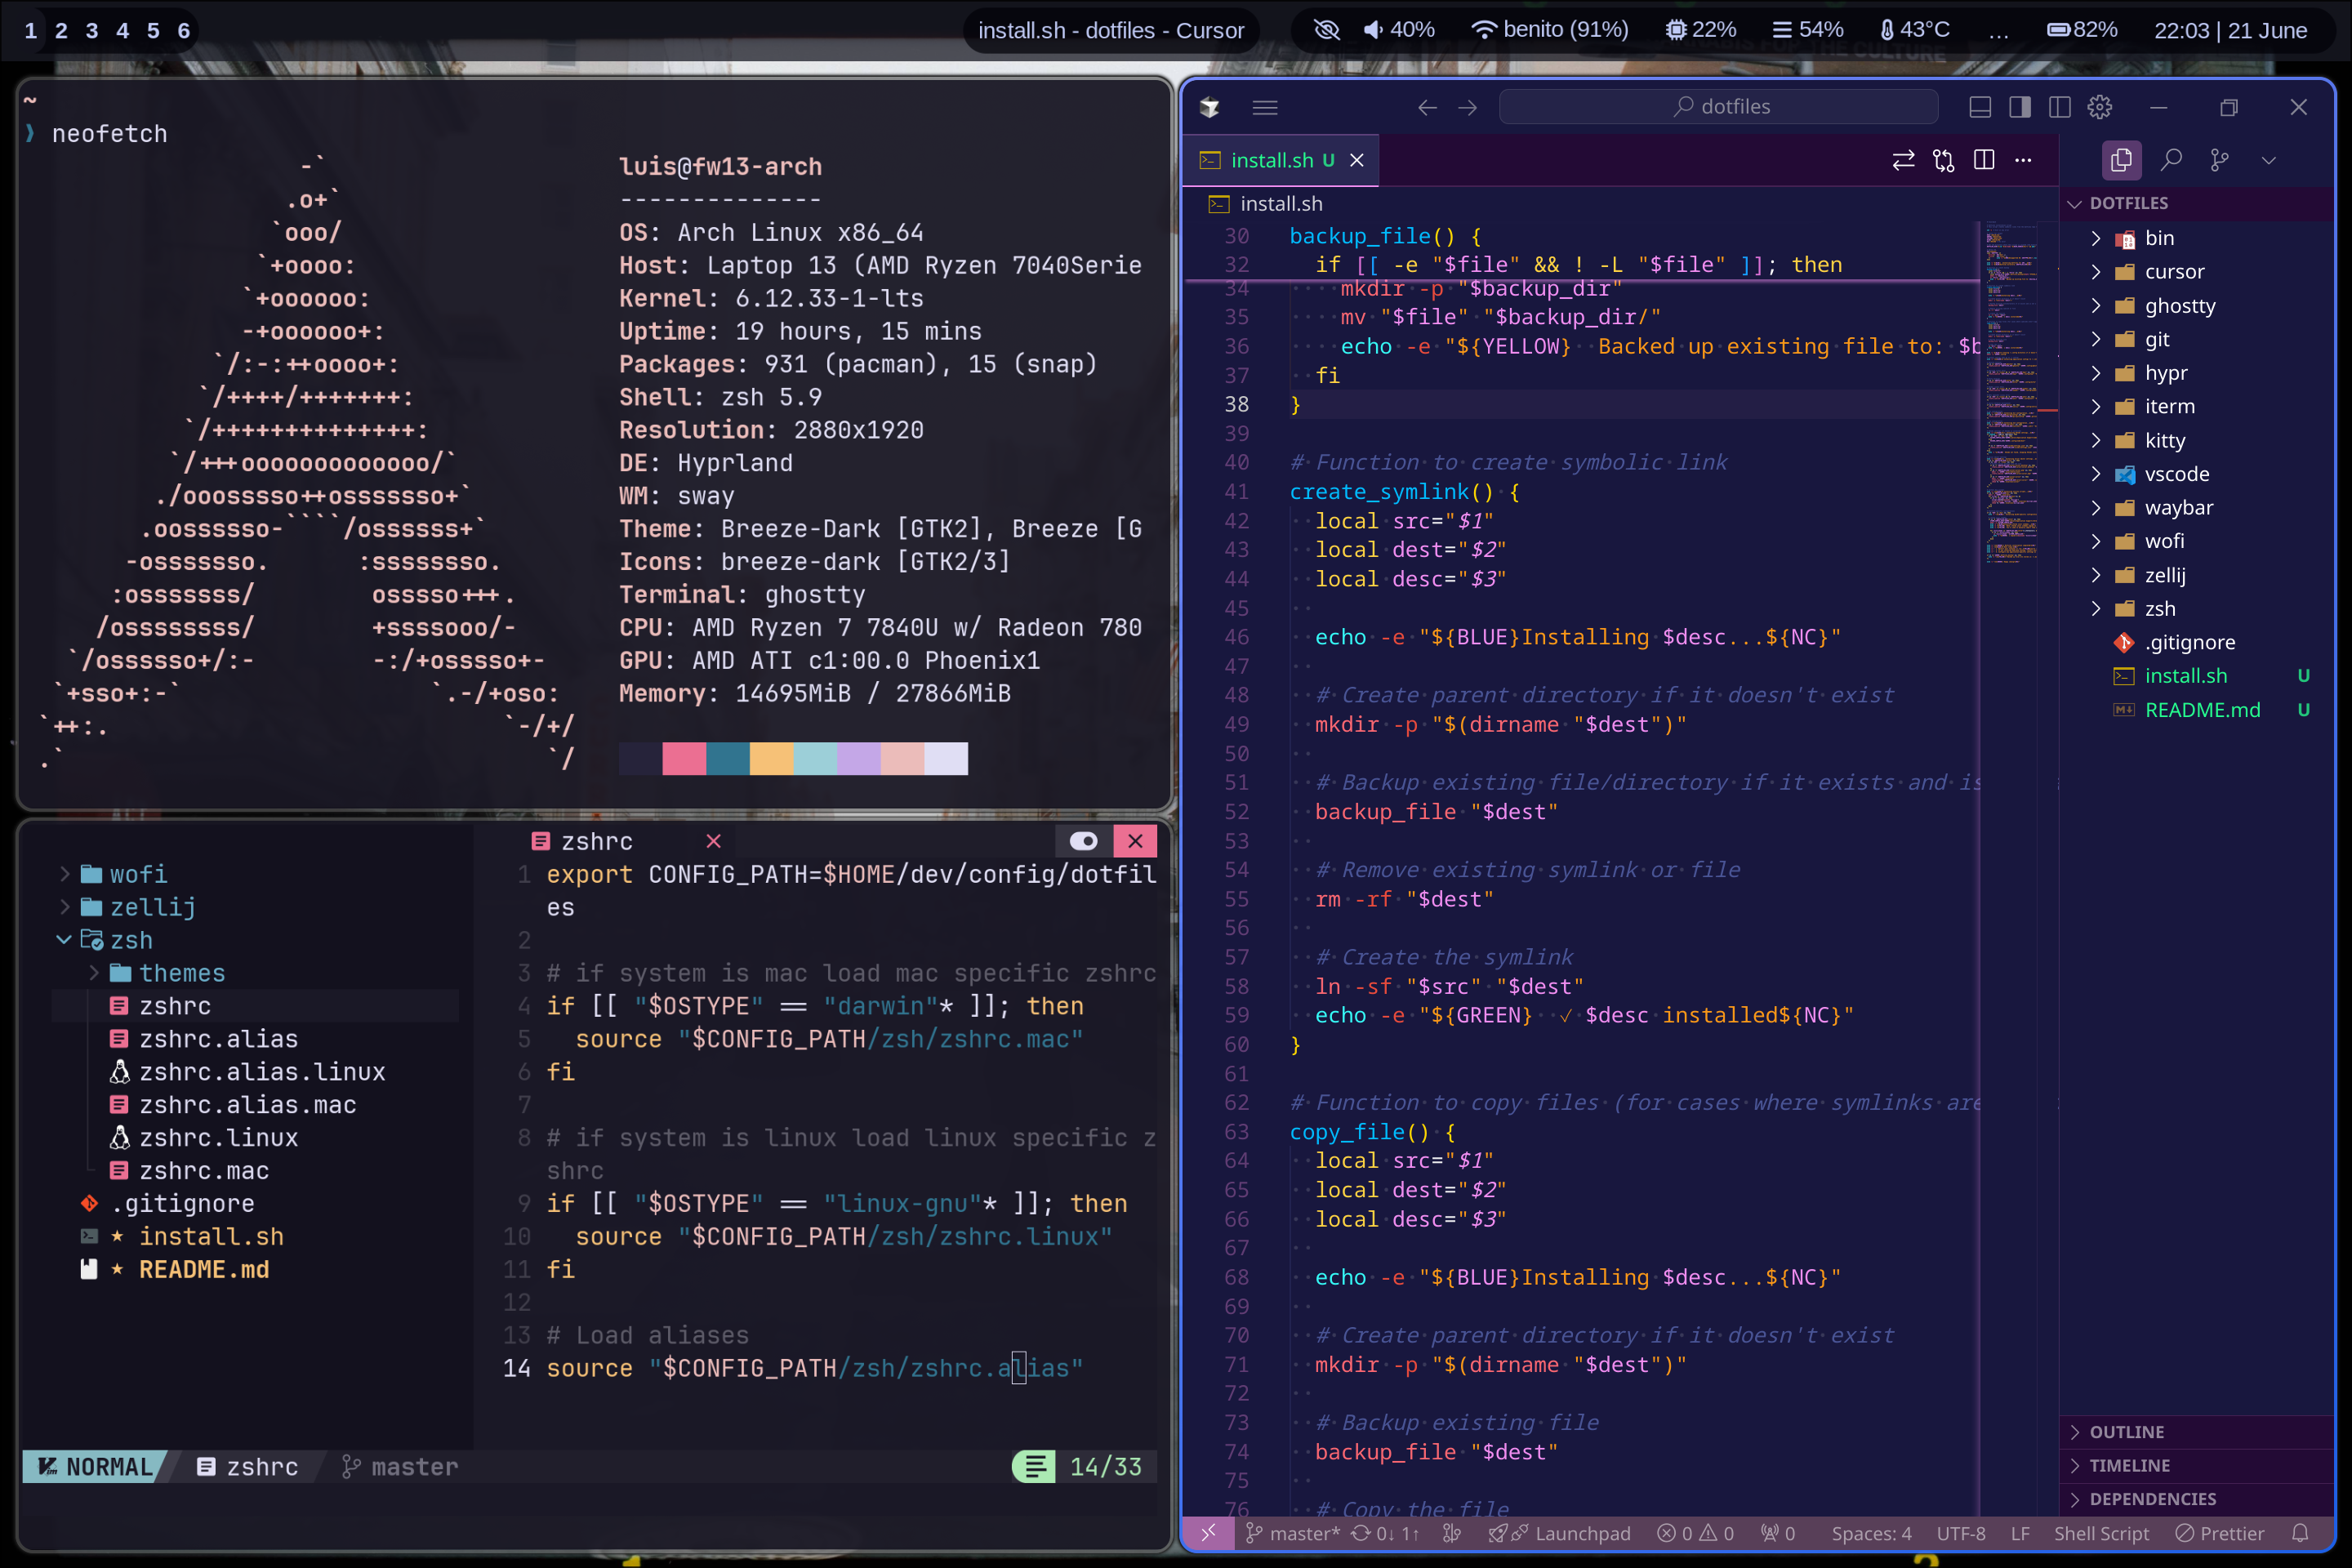 1 2 3 4 5 6
install.sh - dotfiles - Cursor
40% benito (91%) 22% 54% 43°C ... 82% 22:03 | 21 June
~
❯ neofetch
-`
.o+`
`ooo/
`+oooo:
`+oooooo:
-+oooooo+:
`/:-:++oooo+:
`/++++/+++++++:
`/++++++++++++++:
`/+++ooooooooooooo/`
./ooosssso++osssssso+`
.oossssso-````/ossssss+`
-osssssso.      :ssssssso.
:osssssss/        osssso+++.
/ossssssss/        +ssssooo/-
`/ossssso+/:-        -:/+osssso+-
`+sso+:-`                 `.-/+oso:
`++:.                           `-/+/
.`                                 `/
luis@fw13-arch
--------------
OS: Arch Linux x86_64
Host: Laptop 13 (AMD Ryzen 7040Serie
Kernel: 6.12.33-1-lts
Uptime: 19 hours, 15 mins
Packages: 931 (pacman), 15 (snap)
Shell: zsh 5.9
Resolution: 2880x1920
DE: Hyprland
WM: sway
Theme: Breeze-Dark [GTK2], Breeze [G
Icons: breeze-dark [GTK2/3]
Terminal: ghostty
CPU: AMD Ryzen 7 7840U w/ Radeon 780
GPU: AMD ATI c1:00.0 Phoenix1
Memory: 14695MiB / 27866MiB
wofi
zellij
zsh
themes
zshrc
zshrc.alias
zshrc.alias.linux
zshrc.alias.mac
zshrc.linux
zshrc.mac
.gitignore
★ install.sh
★ README.md
zshrc
1 export CONFIG_PATH=$HOME/dev/config/dotfil
es
2
3 # if system is mac load mac specific zshrc
4 if [[ "$OSTYPE" == "darwin"* ]]; then
5   source "$CONFIG_PATH/zsh/zshrc.mac"
6 fi
7
8 # if system is linux load linux specific z
shrc
9 if [[ "$OSTYPE" == "linux-gnu"* ]]; then
10   source "$CONFIG_PATH/zsh/zshrc.linux"
11 fi
12
13 # Load aliases
14 source "$CONFIG_PATH/zsh/zshrc.alias"
NORMAL zshrc master 14/33
dotfiles
install.sh U
install.sh
30 backup_file() {
32   if [[ -e "$file" && ! -L "$file" ]]; then
34     mkdir -p "$backup_dir"
35     mv "$file" "$backup_dir/"
36     echo -e "${YELLOW}  Backed up existing file to: $b
37   fi
38 }
39
40 # Function to create symbolic link
41 create_symlink() {
42   local src="$1"
43   local dest="$2"
44   local desc="$3"
45
46   echo -e "${BLUE}Installing $desc...${NC}"
47
48   # Create parent directory if it doesn't exist
49   mkdir -p "$(dirname "$dest")"
50
51   # Backup existing file/directory if it exists and is
52   backup_file "$dest"
53
54   # Remove existing symlink or file
55   rm -rf "$dest"
56
57   # Create the symlink
58   ln -sf "$src" "$dest"
59   echo -e "${GREEN}  ✓ $desc installed${NC}"
60 }
61
62 # Function to copy files (for cases where symlinks are
63 copy_file() {
64   local src="$1"
65   local dest="$2"
66   local desc="$3"
67
68   echo -e "${BLUE}Installing $desc...${NC}"
69
70   # Create parent directory if it doesn't exist
71   mkdir -p "$(dirname "$dest")"
72
73   # Backup existing file
74   backup_file "$dest"
75
76   # Copy the file
DOTFILES
bin
cursor
ghostty
git
hypr
iterm
kitty
vscode
waybar
wofi
zellij
zsh
.gitignore
install.sh U
README.md U
OUTLINE
TIMELINE
DEPENDENCIES
master* 0↓ 1↑ Launchpad 0 0 0 Spaces: 4 UTF-8 LF Shell Script Prettier